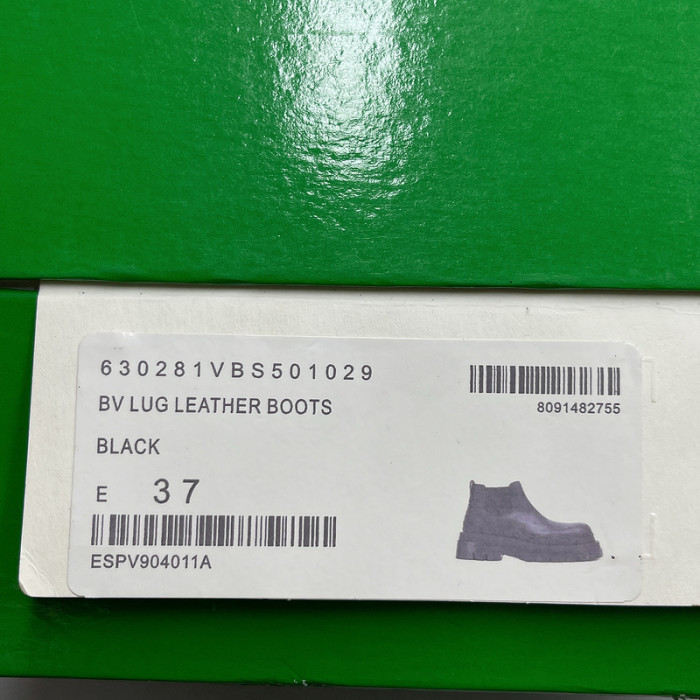 630281VBS501029
8091482755
BV LUG LEATHER BOOTS
BLACK
E 37
ESPV904011A